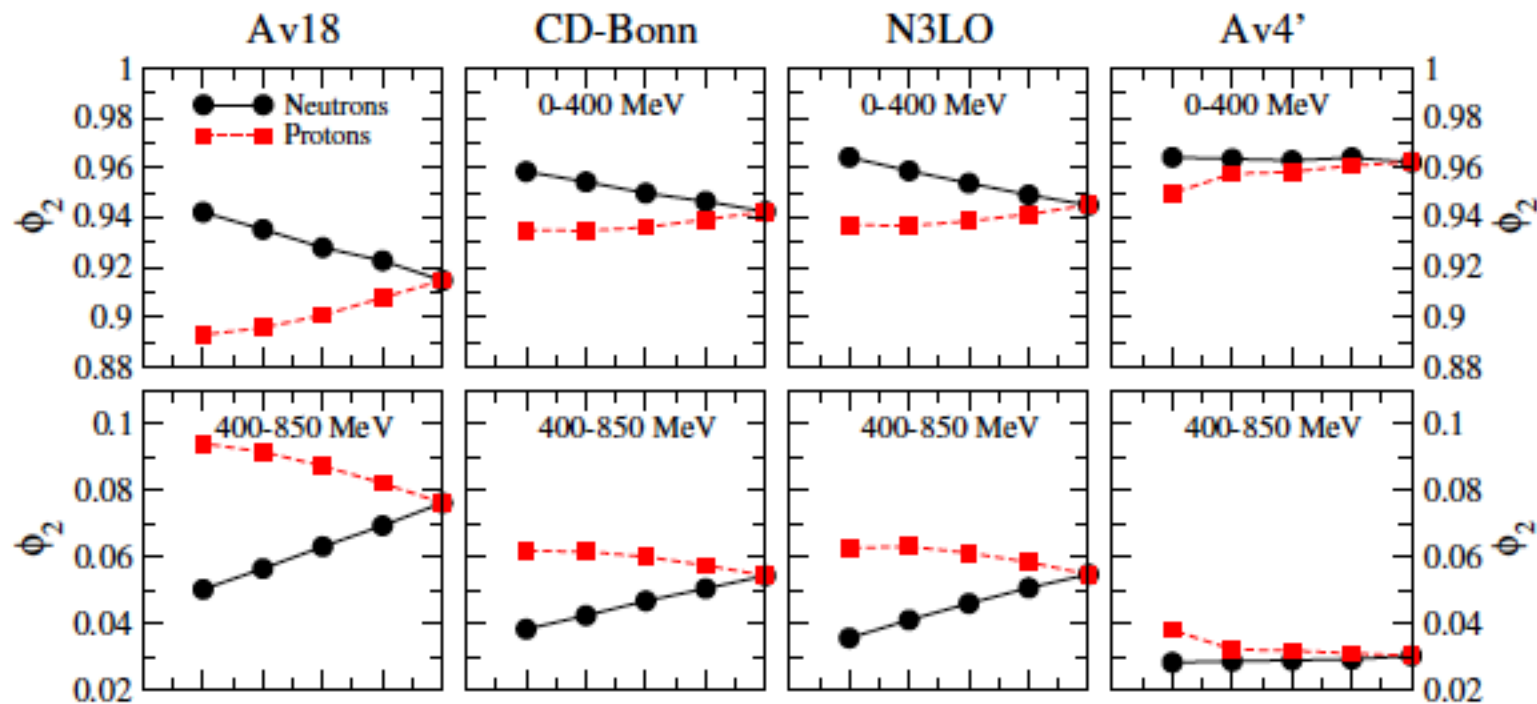 Av18 CD-Bonn N3LO Av4'
1 1
Neutrons 0-400 MeV 0-400 MeV 0-400 MeV
0.98 0.98
Protons
0.96 0.96
ϕ2 0.94 0.94 ϕ2
0.92 0.92
0.9 0.9
0.88 0.88
0.1 400-850 MeV 400-850 MeV 400-850 MeV 400-850 MeV 0.1
0.08 0.08
ϕ2 0.06 0.06 ϕ2
0.04 0.04
0.02 0.02